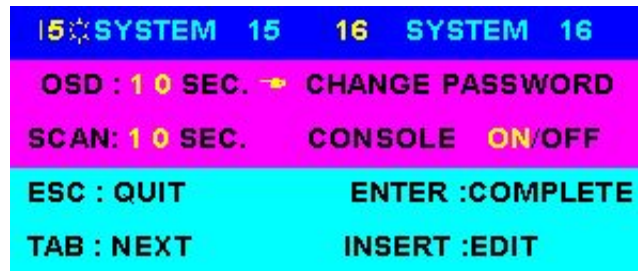 15 SYSTEM 15 16 SYSTEM 16
OSD : 1 0 SEC. CHANGE PASSWORD
SCAN: 1 0 SEC. CONSOLE ON/OFF
ESC : QUIT ENTER :COMPLETE
TAB : NEXT INSERT :EDIT